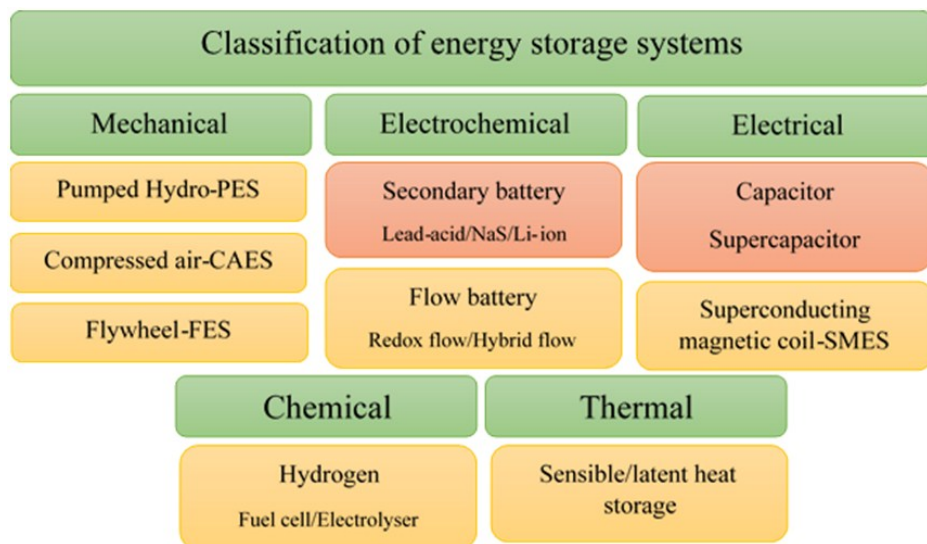 Classification of energy storage systems
Mechanical
Pumped Hydro-PES
Compressed air-CAES
Flywheel-FES
Electrochemical
Secondary battery
Lead-acid/NaS/Li-ion
Flow battery
Redox flow/Hybrid flow
Electrical
Capacitor
Supercapacitor
Superconducting
magnetic coil-SMES
Chemical
Hydrogen
Fuel cell/Electrolyser
Thermal
Sensible/latent heat
storage